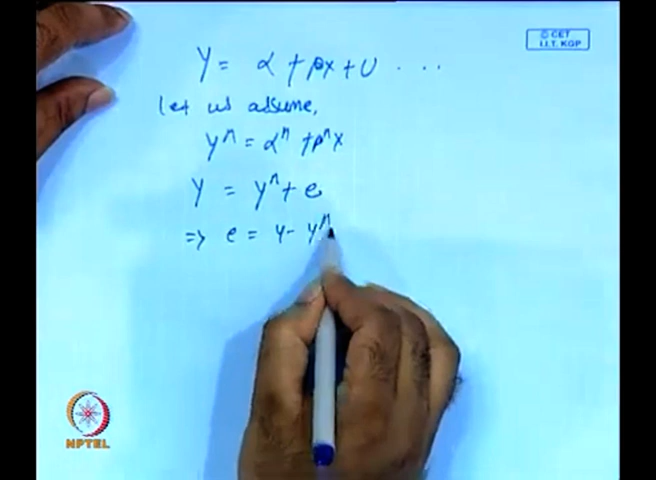 © CET
I.I.T. KGP
Y = α + βx + U ...
let us assume,
y^n = α^n + β^n x
Y = y^n + e
⇒ e = y - y^n
NPTEL